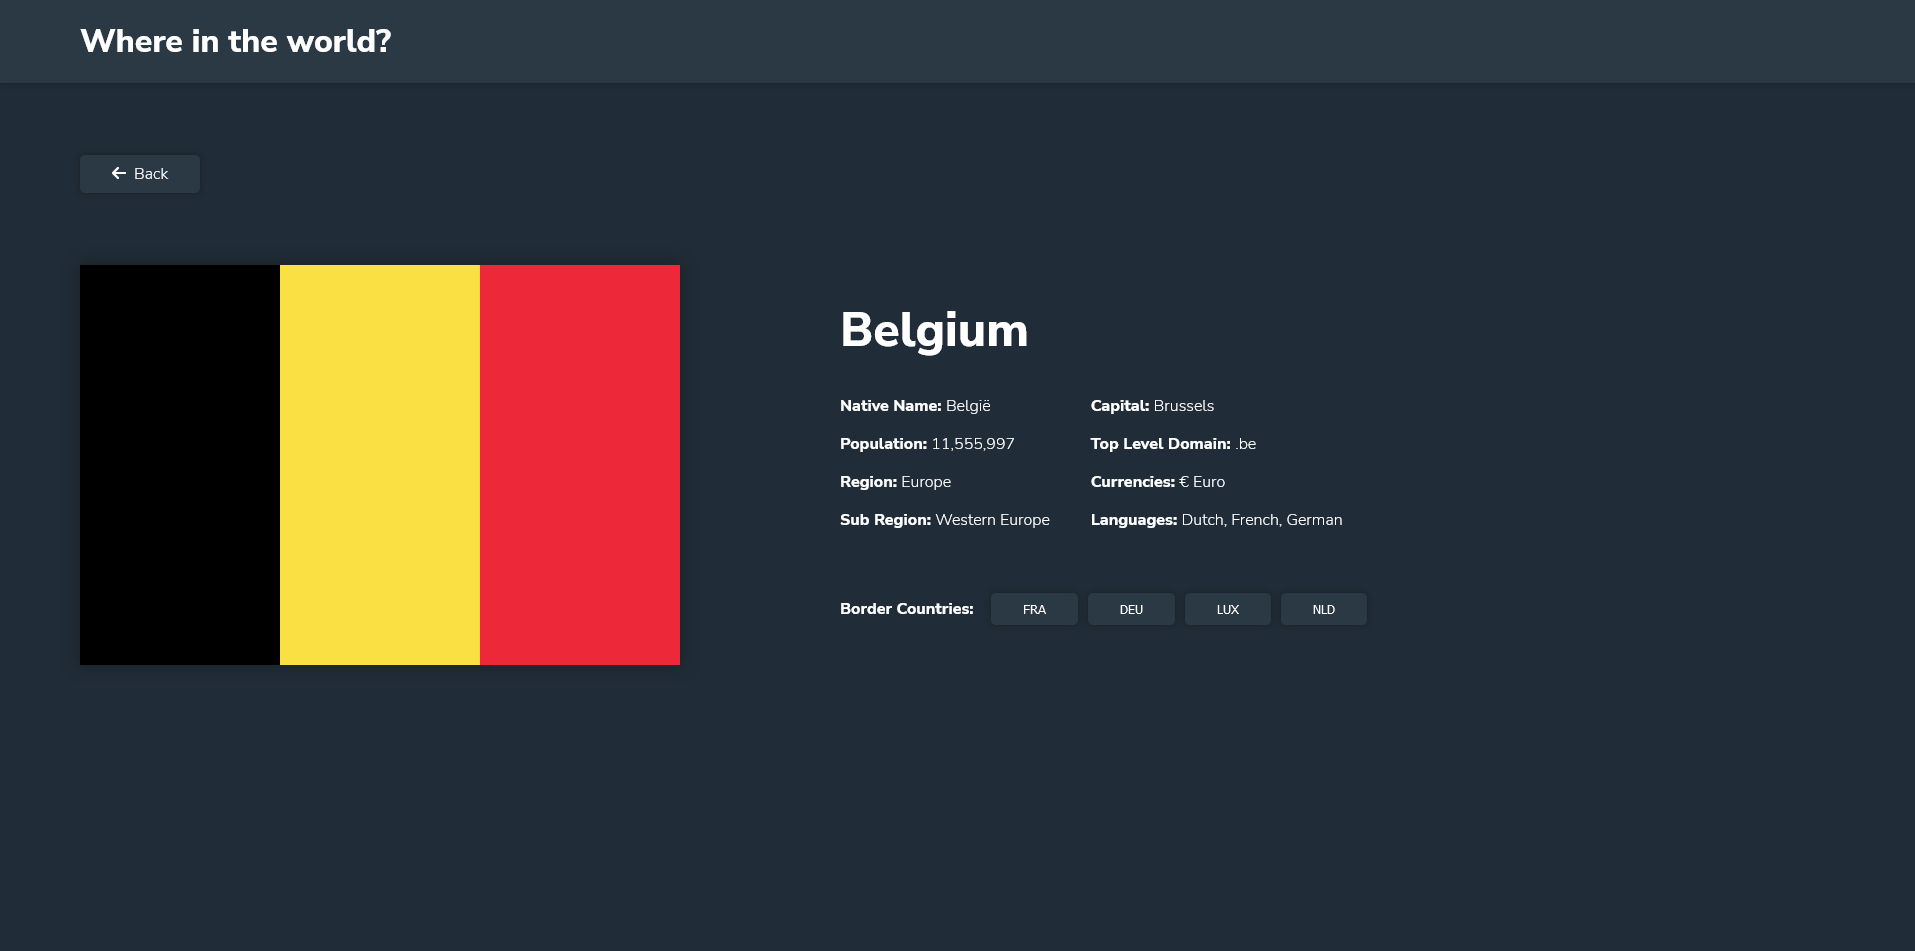 Where in the world?
Back
Belgium
Native Name: België
Population: 11,555,997
Region: Europe
Sub Region: Western Europe
Capital: Brussels
Top Level Domain: .be
Currencies: € Euro
Languages: Dutch, French, German
Border Countries: FRA DEU LUX NLD